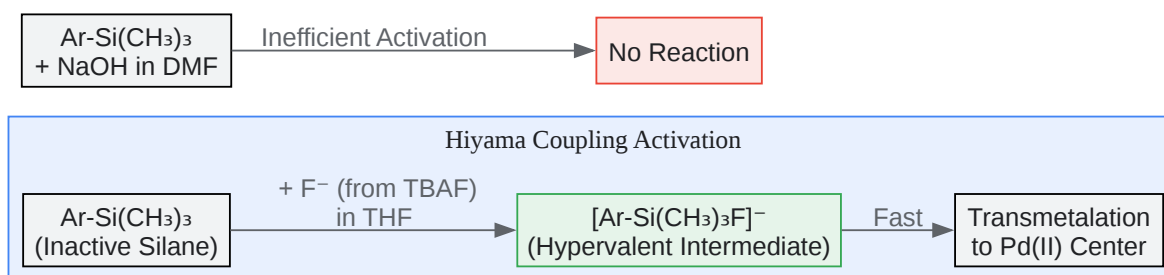 Ar-Si(CH₃)₃
+ NaOH in DMF
Inefficient Activation
No Reaction
Hiyama Coupling Activation
Ar-Si(CH₃)₃
(Inactive Silane)
+ F⁻ (from TBAF)
in THF
[Ar-Si(CH₃)₃F]⁻
(Hypervalent Intermediate)
Fast
Transmetalation
to Pd(II) Center